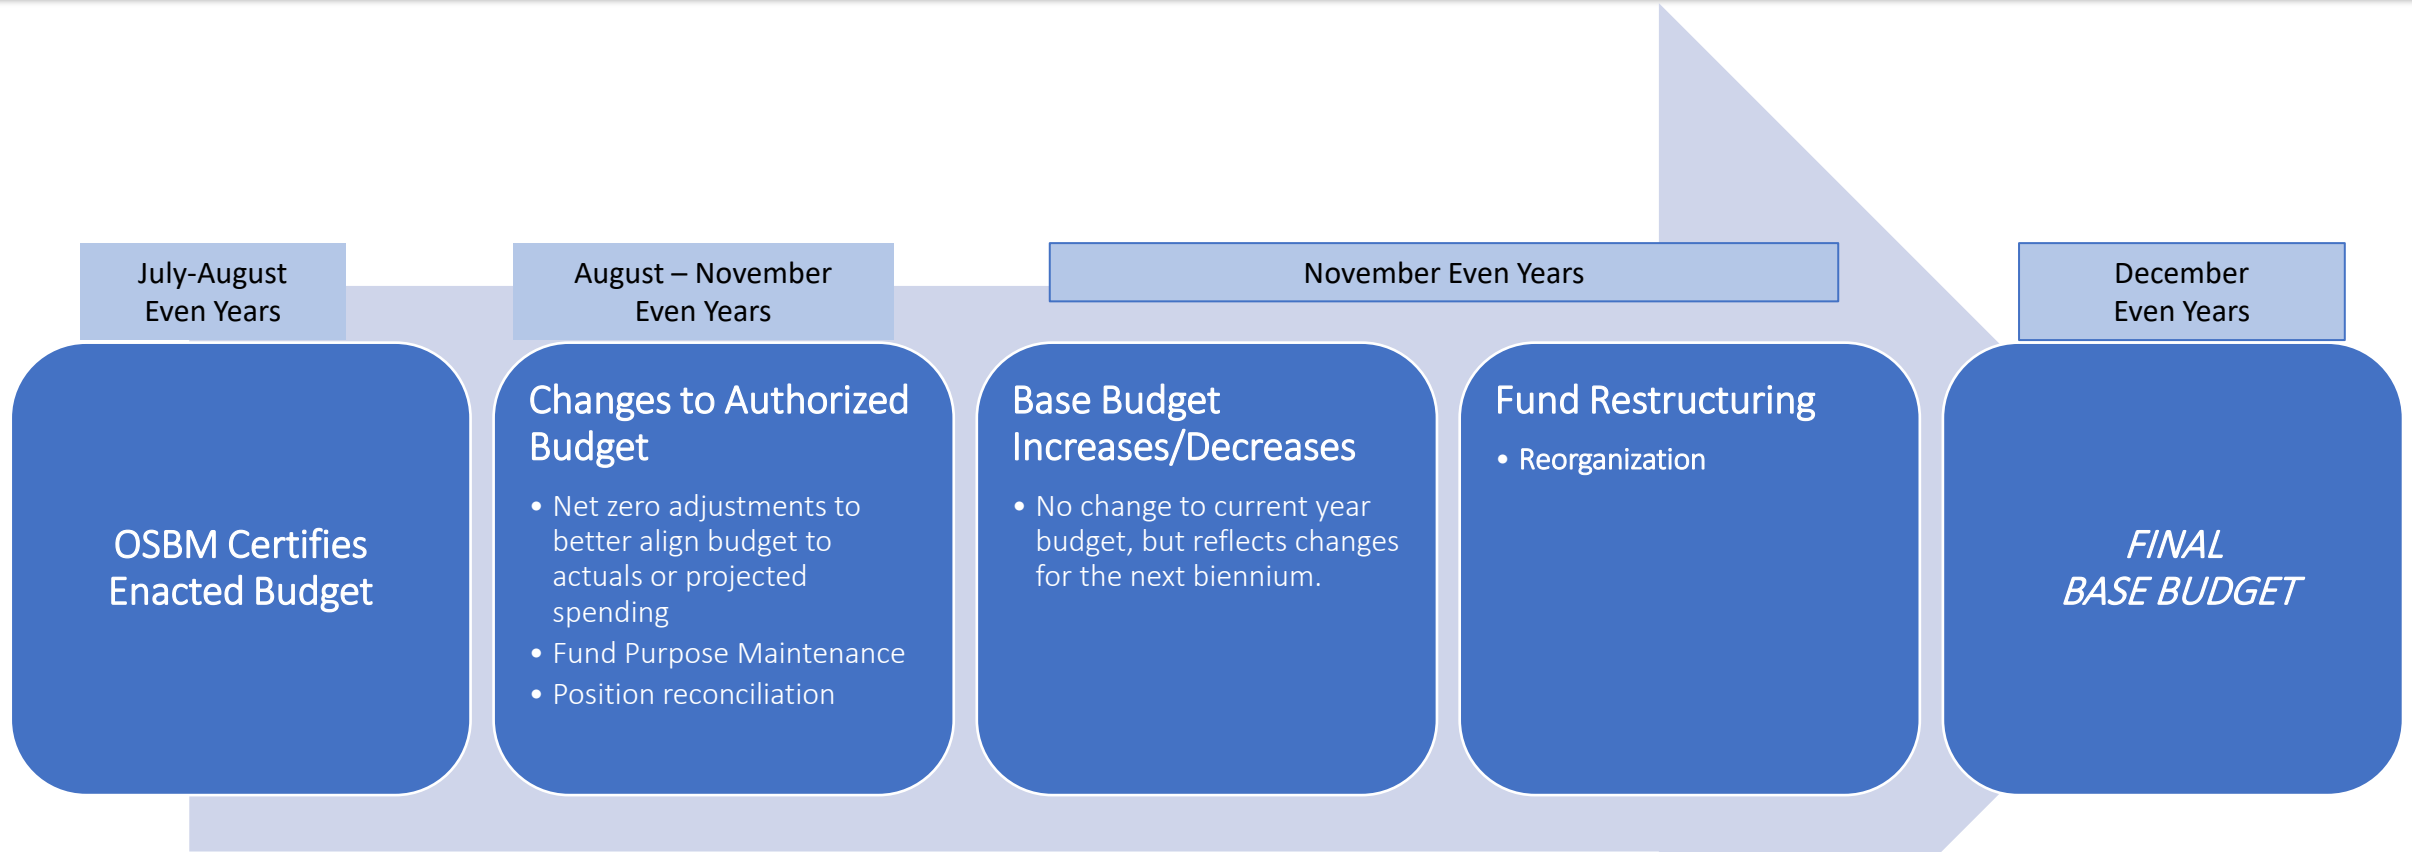 July-August
Even Years
August – November
Even Years
November Even Years
December
Even Years
OSBM Certifies
Enacted Budget
Changes to Authorized
Budget
• Net zero adjustments to
better align budget to
actuals or projected
spending
• Fund Purpose Maintenance
• Position reconciliation
Base Budget
Increases/Decreases
• No change to current year
budget, but reflects changes
for the next biennium.
Fund Restructuring
• Reorganization
FINAL
BASE BUDGET